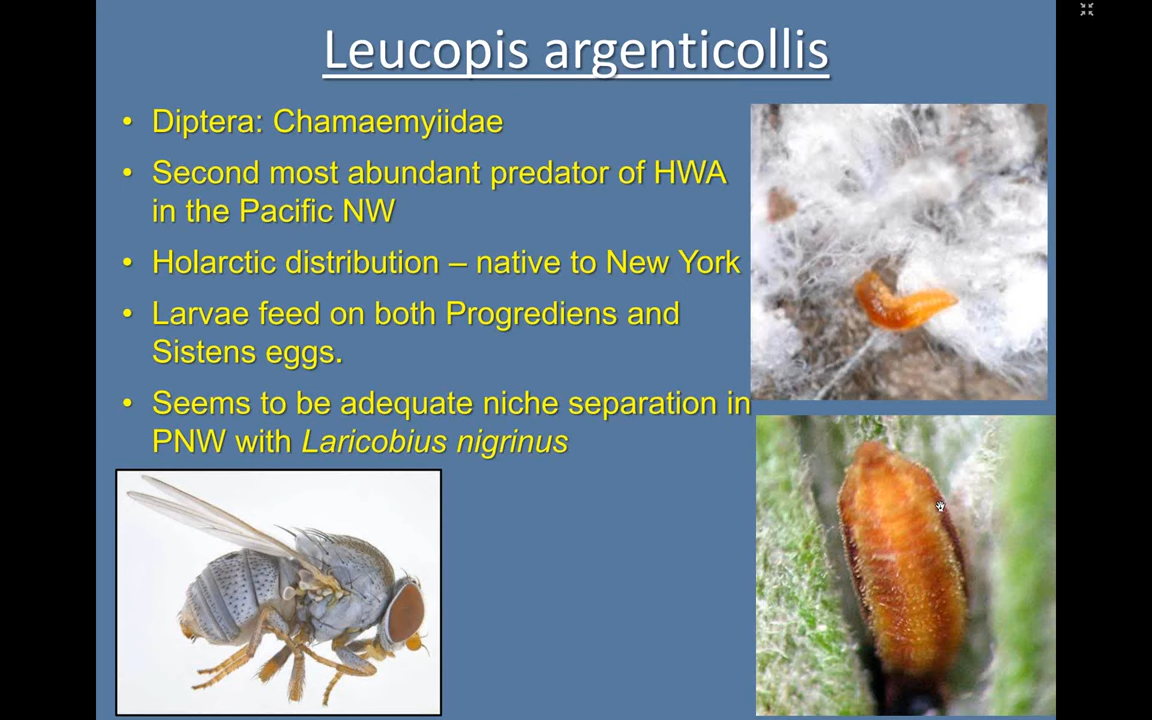 Leucopis argenticollis
• Diptera: Chamaemyiidae
• Second most abundant predator of HWA
in the Pacific NW
• Holarctic distribution – native to New York
• Larvae feed on both Progrediens and
Sistens eggs.
• Seems to be adequate niche separation in
PNW with Laricobius nigrinus